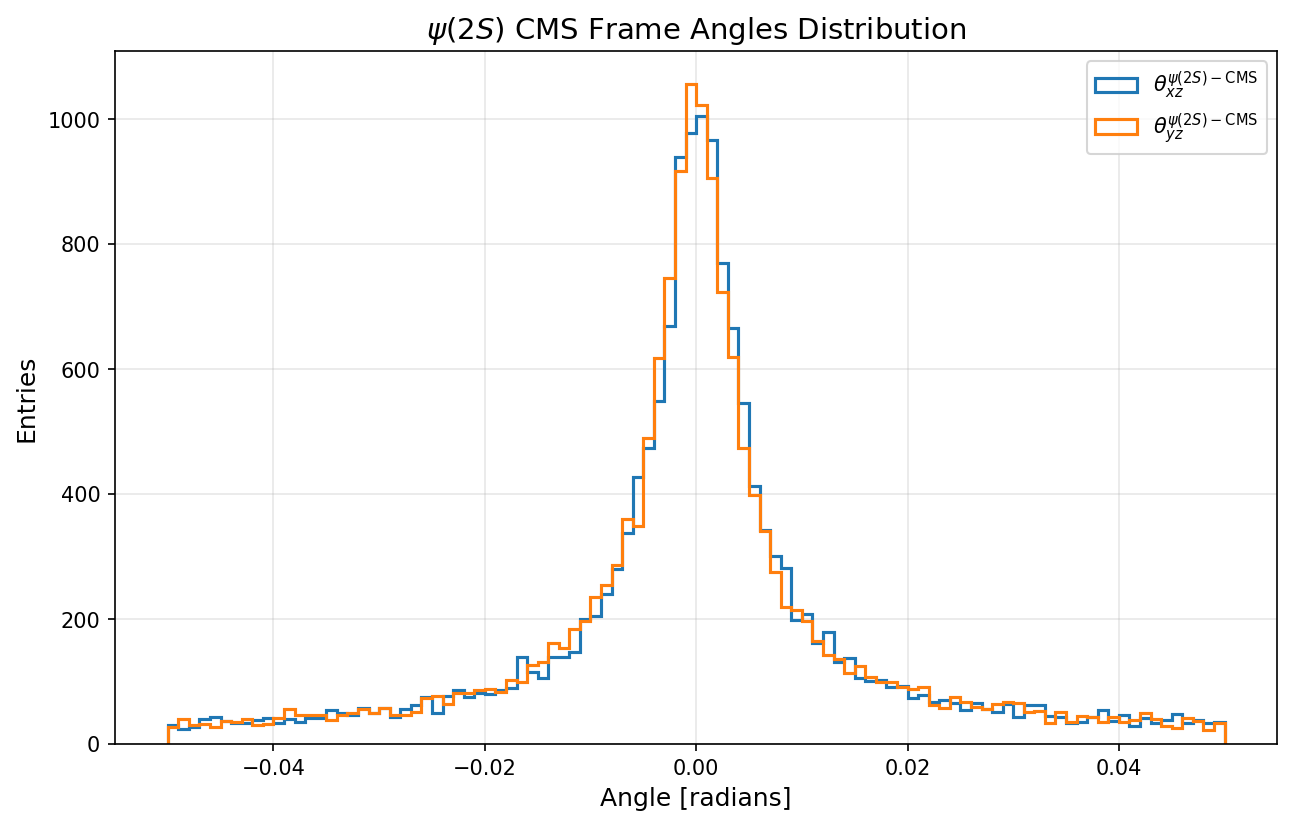 ψ(2S) CMS Frame Angles Distribution
θ_{xz}^{ψ(2S)−CMS}
θ_{yz}^{ψ(2S)−CMS}
Entries
1000
800
600
400
200
0
−0.04 −0.02 0.00 0.02 0.04
Angle [radians]